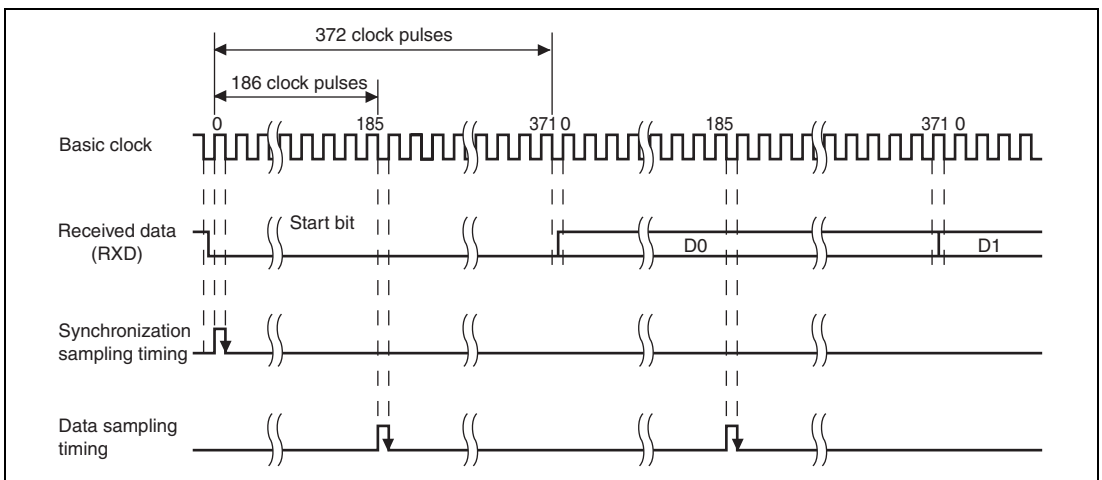 372 clock pulses
186 clock pulses
0 185 371 0 185 371 0
Basic clock
Start bit
Received data
(RXD)
D0 D1
Synchronization
sampling timing
Data sampling
timing